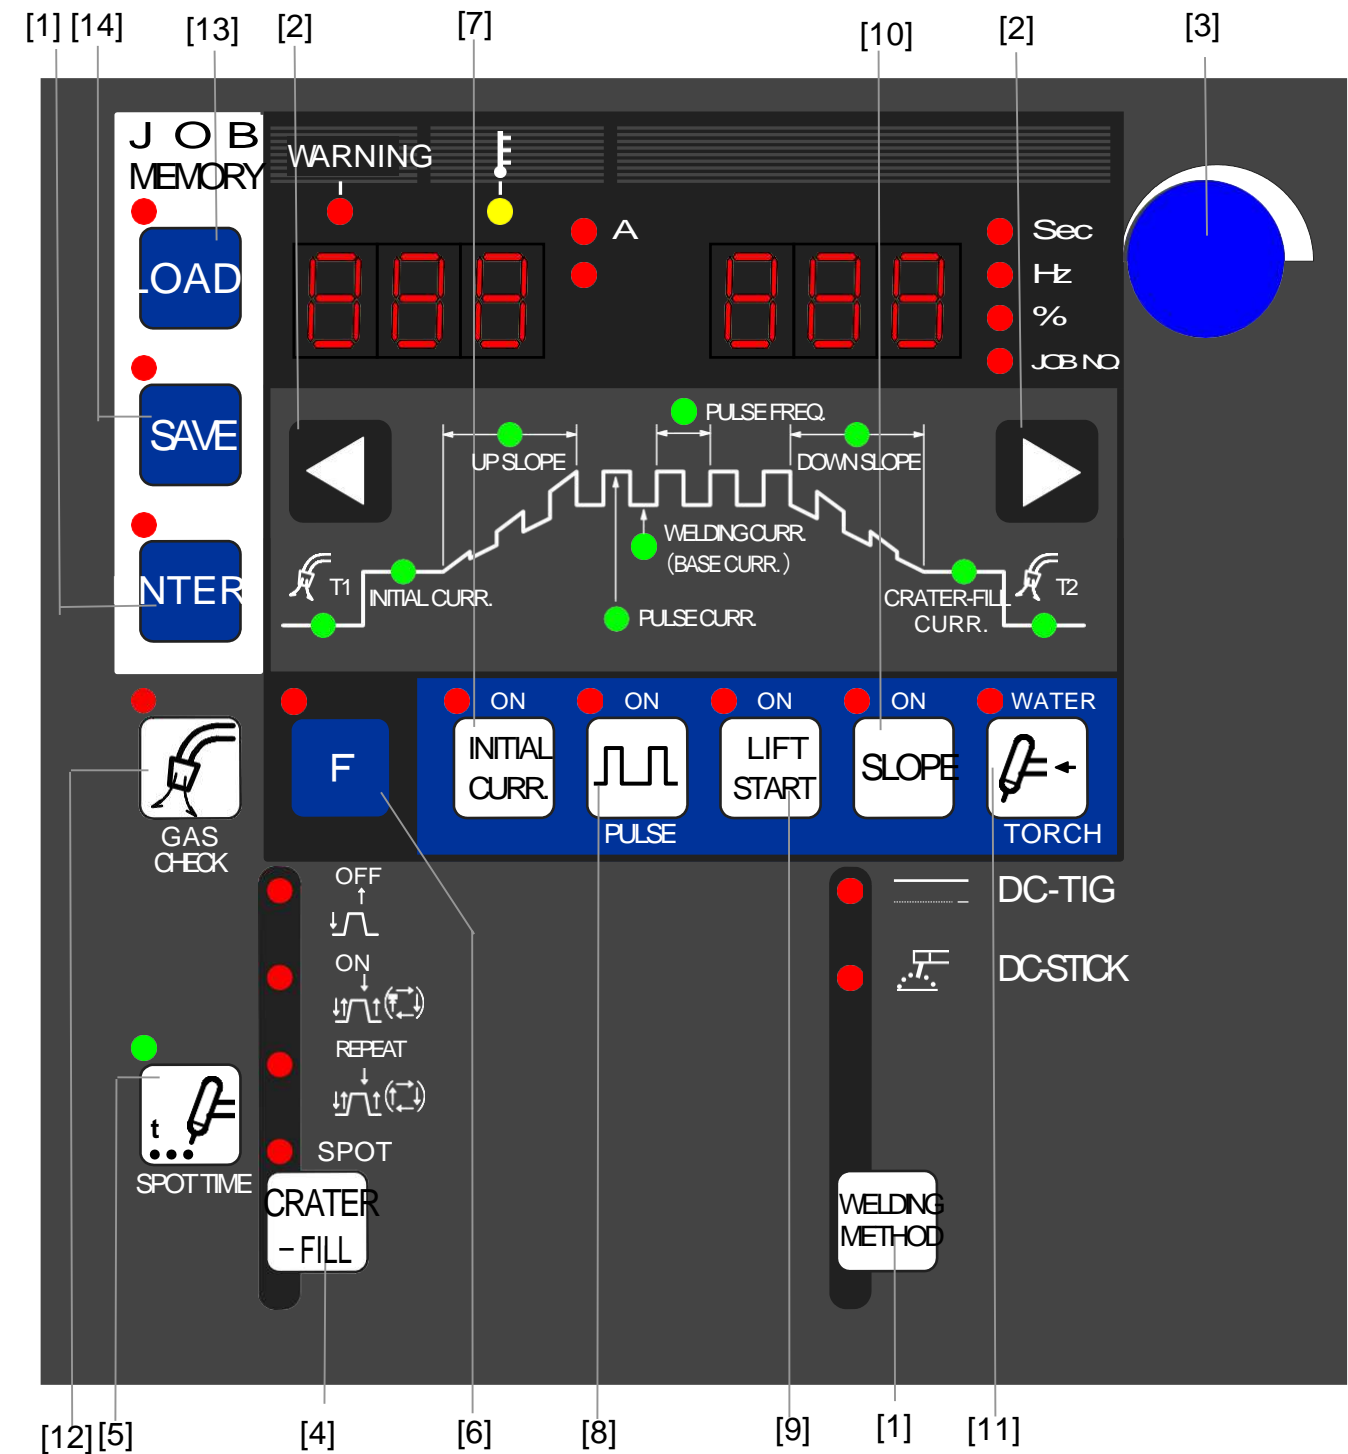 [1] [14] [13] [2] [7] [10] [2] [3]
JOB
MEMORY
WARNING
A
Sec
Hz
%
JOB NO.
LOAD
SAVE
ENTER
PULSE FREQ.
UP SLOPE
DOWN SLOPE
WELDING CURR.
(BASE CURR.)
T1
INITIAL CURR.
PULSE CURR.
CRATER-FILL
CURR.
T2
ON ON ON ON WATER
F
INITIAL
CURR.
LIFT
START
SLOPE
PULSE
TORCH
GAS
CHECK
OFF
ON
REPEAT
SPOT
DC-TIG
DC-STICK
t
SPOT TIME
CRATER
-FILL
WELDING
METHOD
[12] [5] [4] [6] [8] [9] [1] [11]